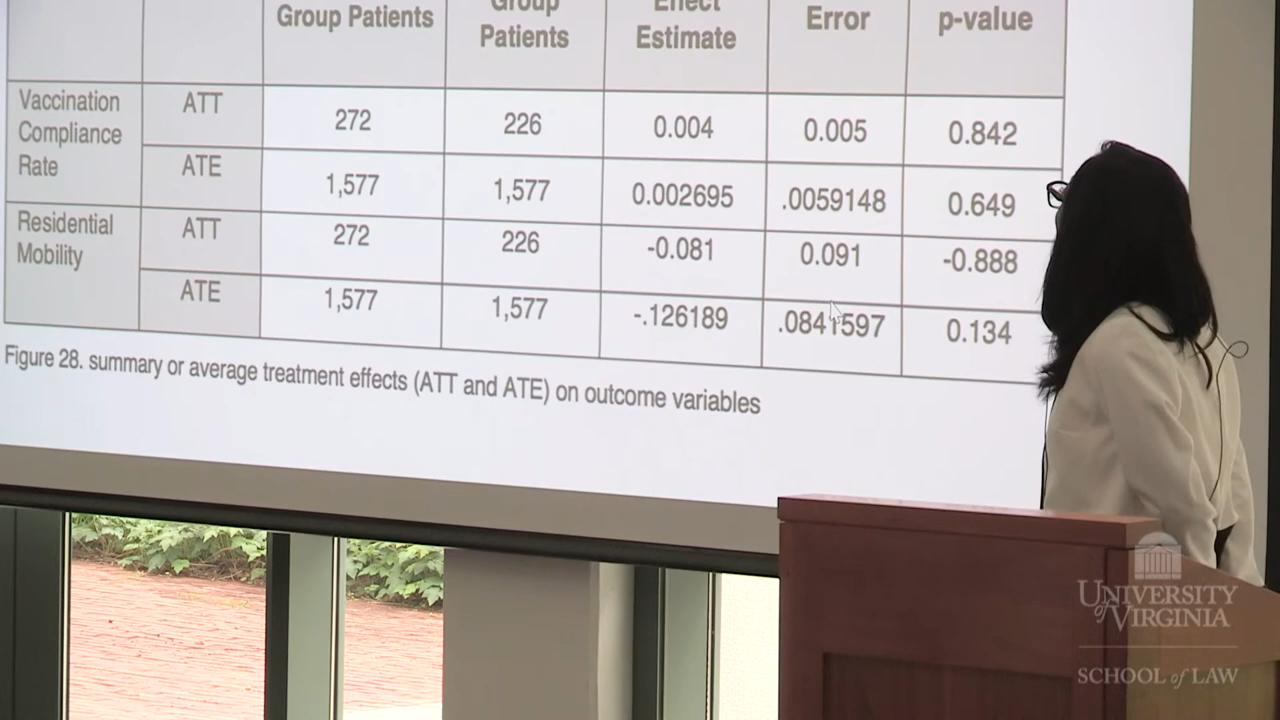 Group Patients
Group
Patients
Effect
Estimate
Error
p-value
Vaccination
Compliance
Rate
ATT
272
226
0.004
0.005
0.842
ATE
1,577
1,577
0.002695
.0059148
0.649
Residential
Mobility
ATT
272
226
-0.081
0.091
-0.888
ATE
1,577
1,577
-.126189
.0841597
0.134
Figure 28. summary or average treatment effects (ATT and ATE) on outcome variables
UNIVERSITY
of VIRGINIA
SCHOOL of LAW